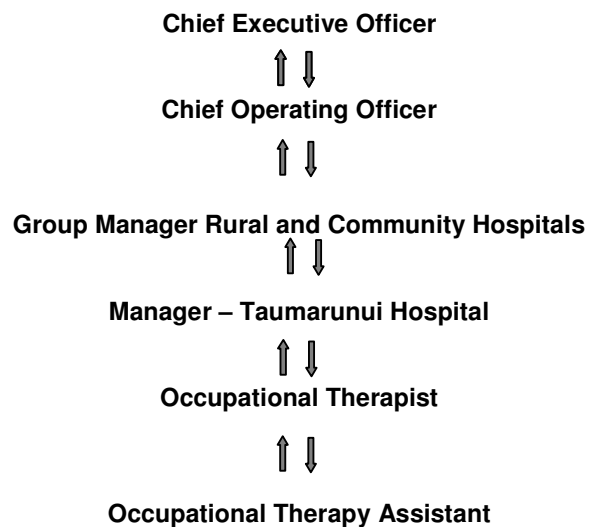 Chief Executive Officer
Chief Operating Officer
Group Manager Rural and Community Hospitals
Manager – Taumarunui Hospital
Occupational Therapist
Occupational Therapy Assistant